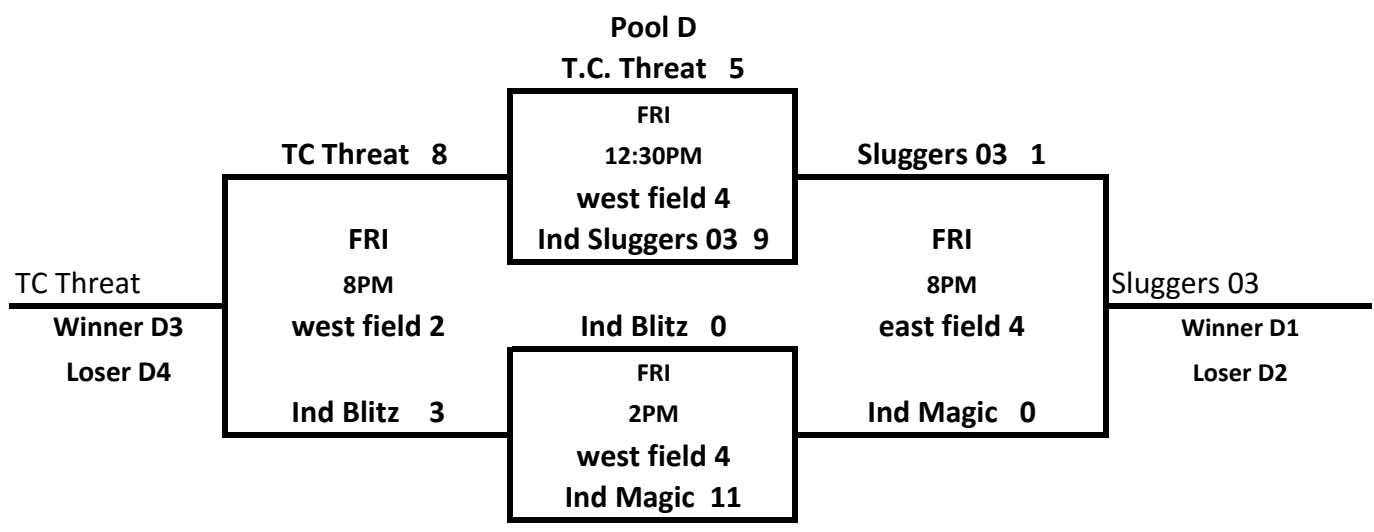 Pool D
T.C. Threat 5
FRI
12:30PM
west field 4
Ind Sluggers 03 9
TC Threat 8
FRI
8PM
west field 2
Ind Blitz 3
TC Threat
Winner D3
Loser D4
Ind Blitz 0
FRI
2PM
west field 4
Ind Magic 11
Sluggers 03 1
FRI
8PM
east field 4
Ind Magic 0
Sluggers 03
Winner D1
Loser D2